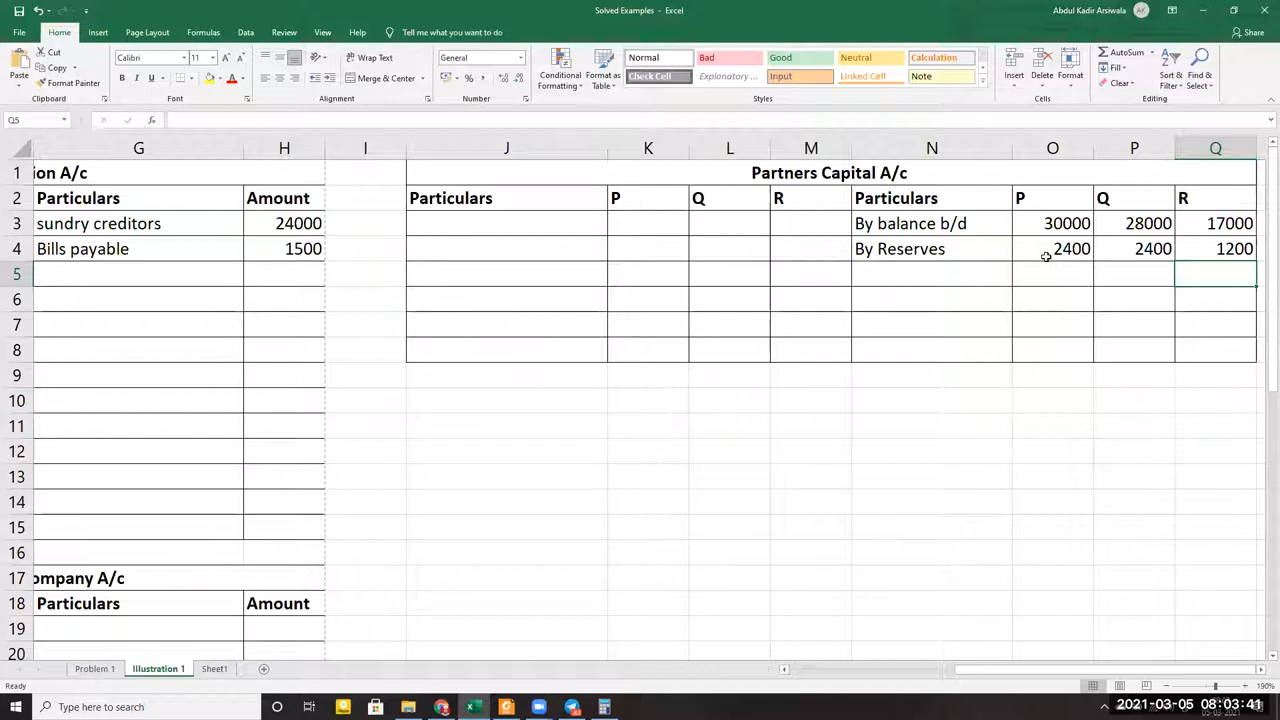 Solved Examples - Excel
Abdul Kadir Arsiwala
AK
File
Home
Insert
Page Layout
Formulas
Data
Review
View
Help
Tell me what you want to do
Share
Paste
Cut
Copy
Format Painter
Clipboard
Calibri
11
B I U
Font
Wrap Text
Merge & Center
Alignment
General
Number
Conditional Formatting
Format as Table
Normal
Bad
Good
Neutral
Calculation
Check Cell
Explanatory ...
Input
Linked Cell
Note
Styles
Insert
Delete
Format
Cells
AutoSum
Fill
Clear
Sort & Filter
Find & Select
Editing
Q5
fx
G H I J K L M N O P Q
1 ion A/c Partners Capital A/c
2 Particulars Amount Particulars P Q R Particulars P Q R
3 sundry creditors 24000 By balance b/d 30000 28000 17000
4 Bills payable 1500 By Reserves 2400 2400 1200
5
6
7
8
9
10
11
12
13
14
15
16
17 ompany A/c
18 Particulars Amount
19
20
Problem 1
Illustration 1
Sheet1
Ready
190%
Type here to search
2021-03-05 08:03:41